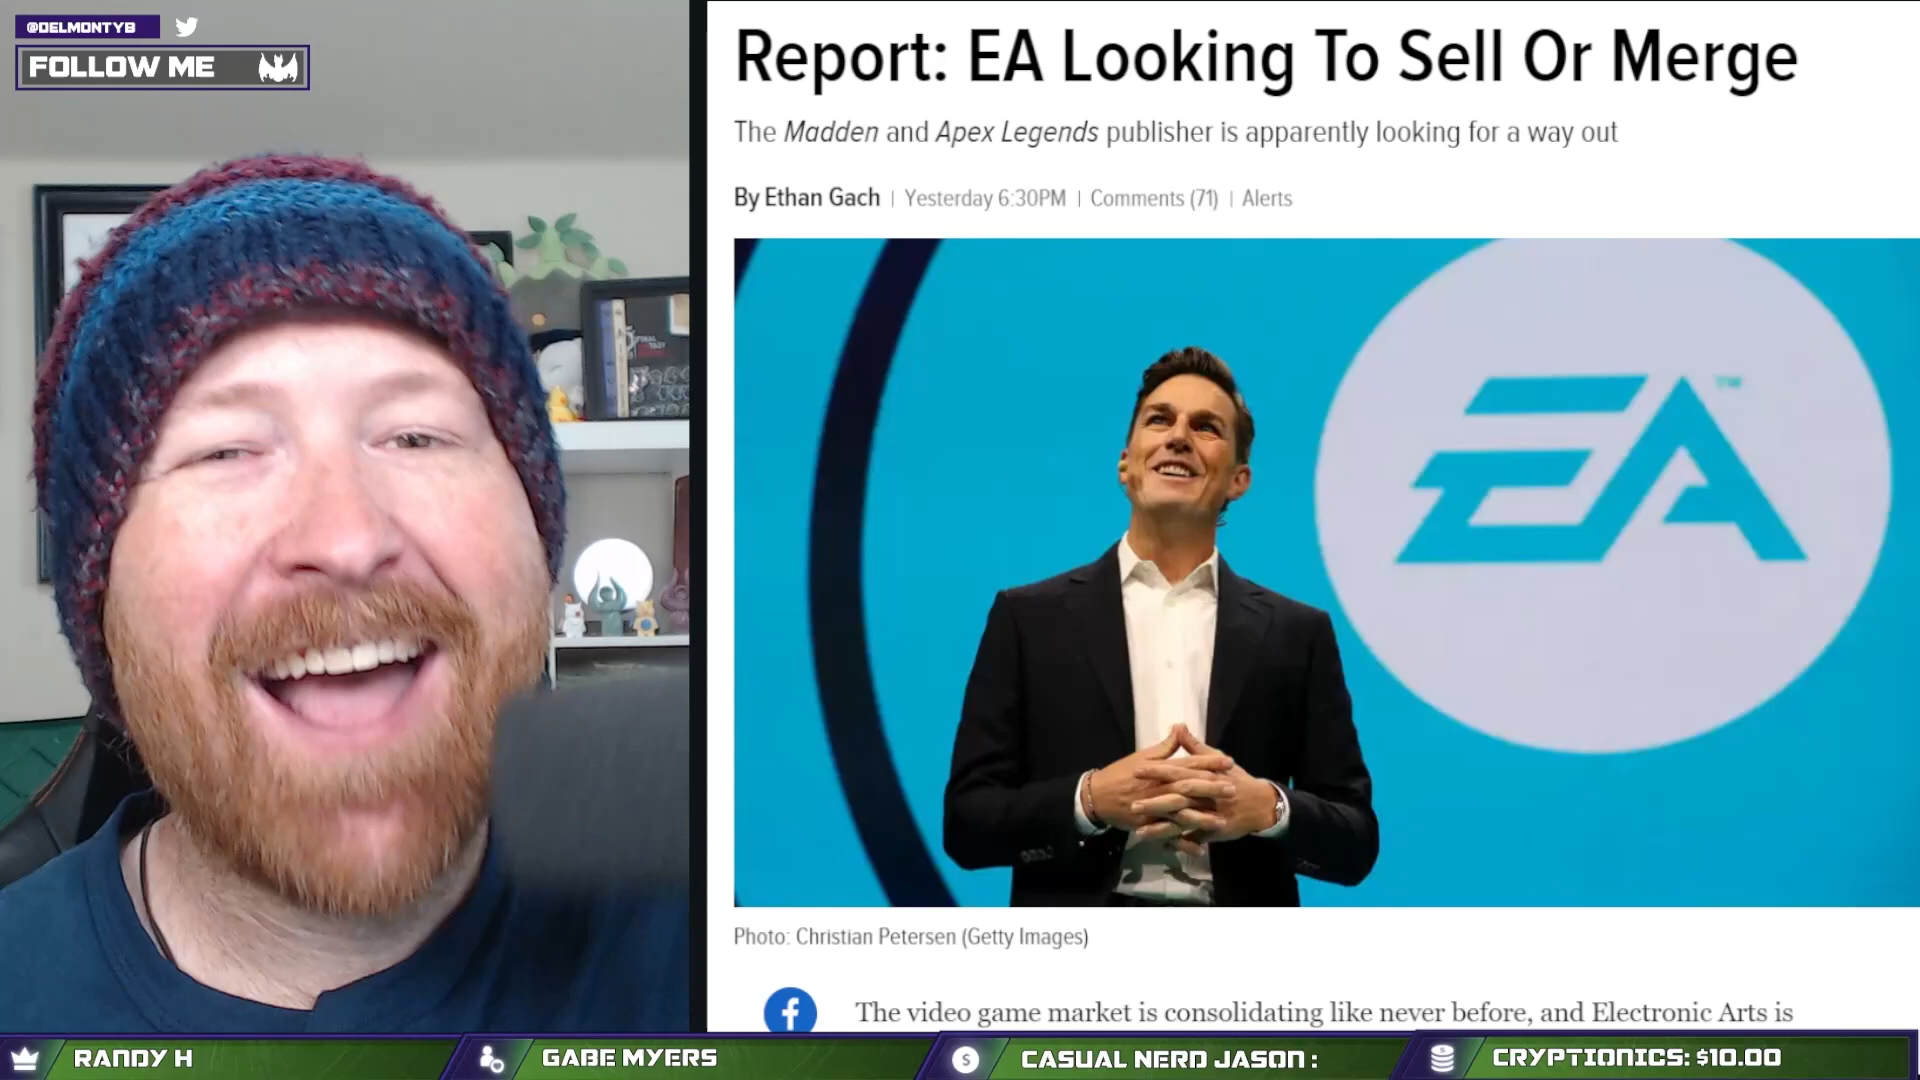 @DELMONTYB
FOLLOW ME
Report: EA Looking To Sell Or Merge
The Madden and Apex Legends publisher is apparently looking for a way out
By Ethan Gach | Yesterday 6:30PM | Comments (71) | Alerts
EA™
Photo: Christian Petersen (Getty Images)
The video game market is consolidating like never before, and Electronic Arts is
RANDY H
GABE MYERS
CASUAL NERD JASON :
CRYPTIONICS: $10.00